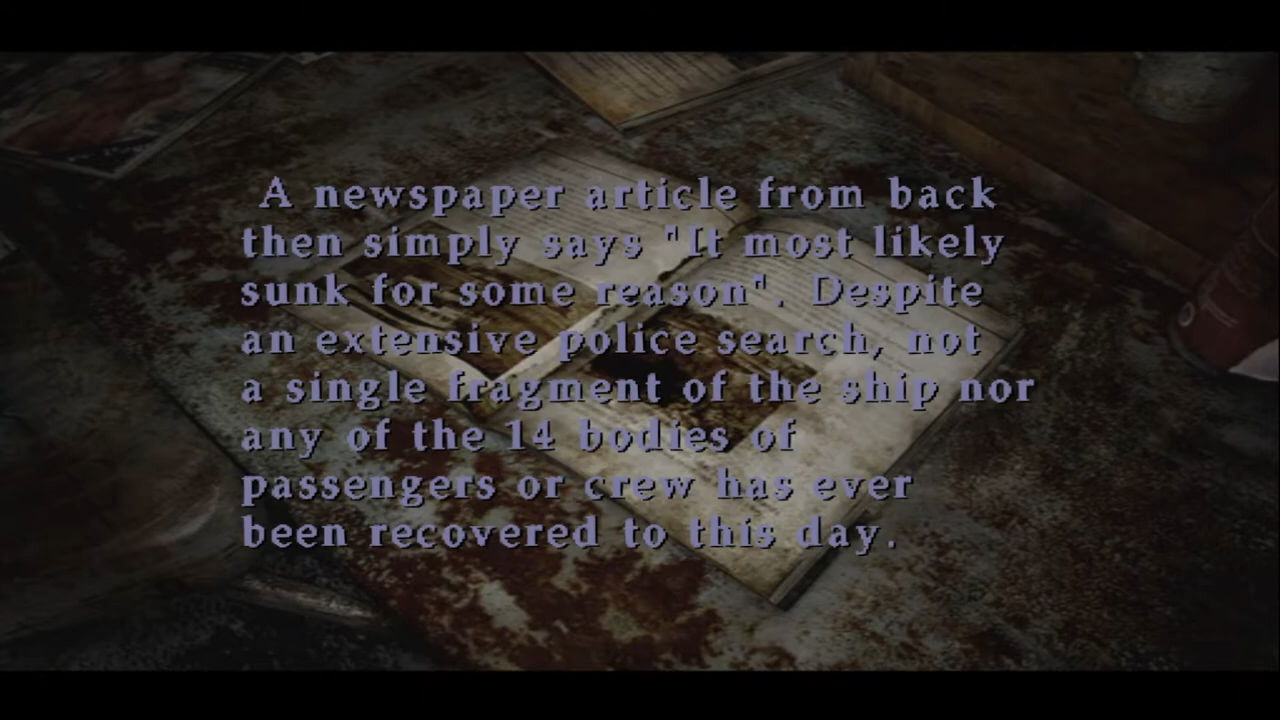 A newspaper article from back
then simply says "It most likely
sunk for some reason". Despite
an extensive police search, not
a single fragment of the ship nor
any of the 14 bodies of
passengers or crew has ever
been recovered to this day.